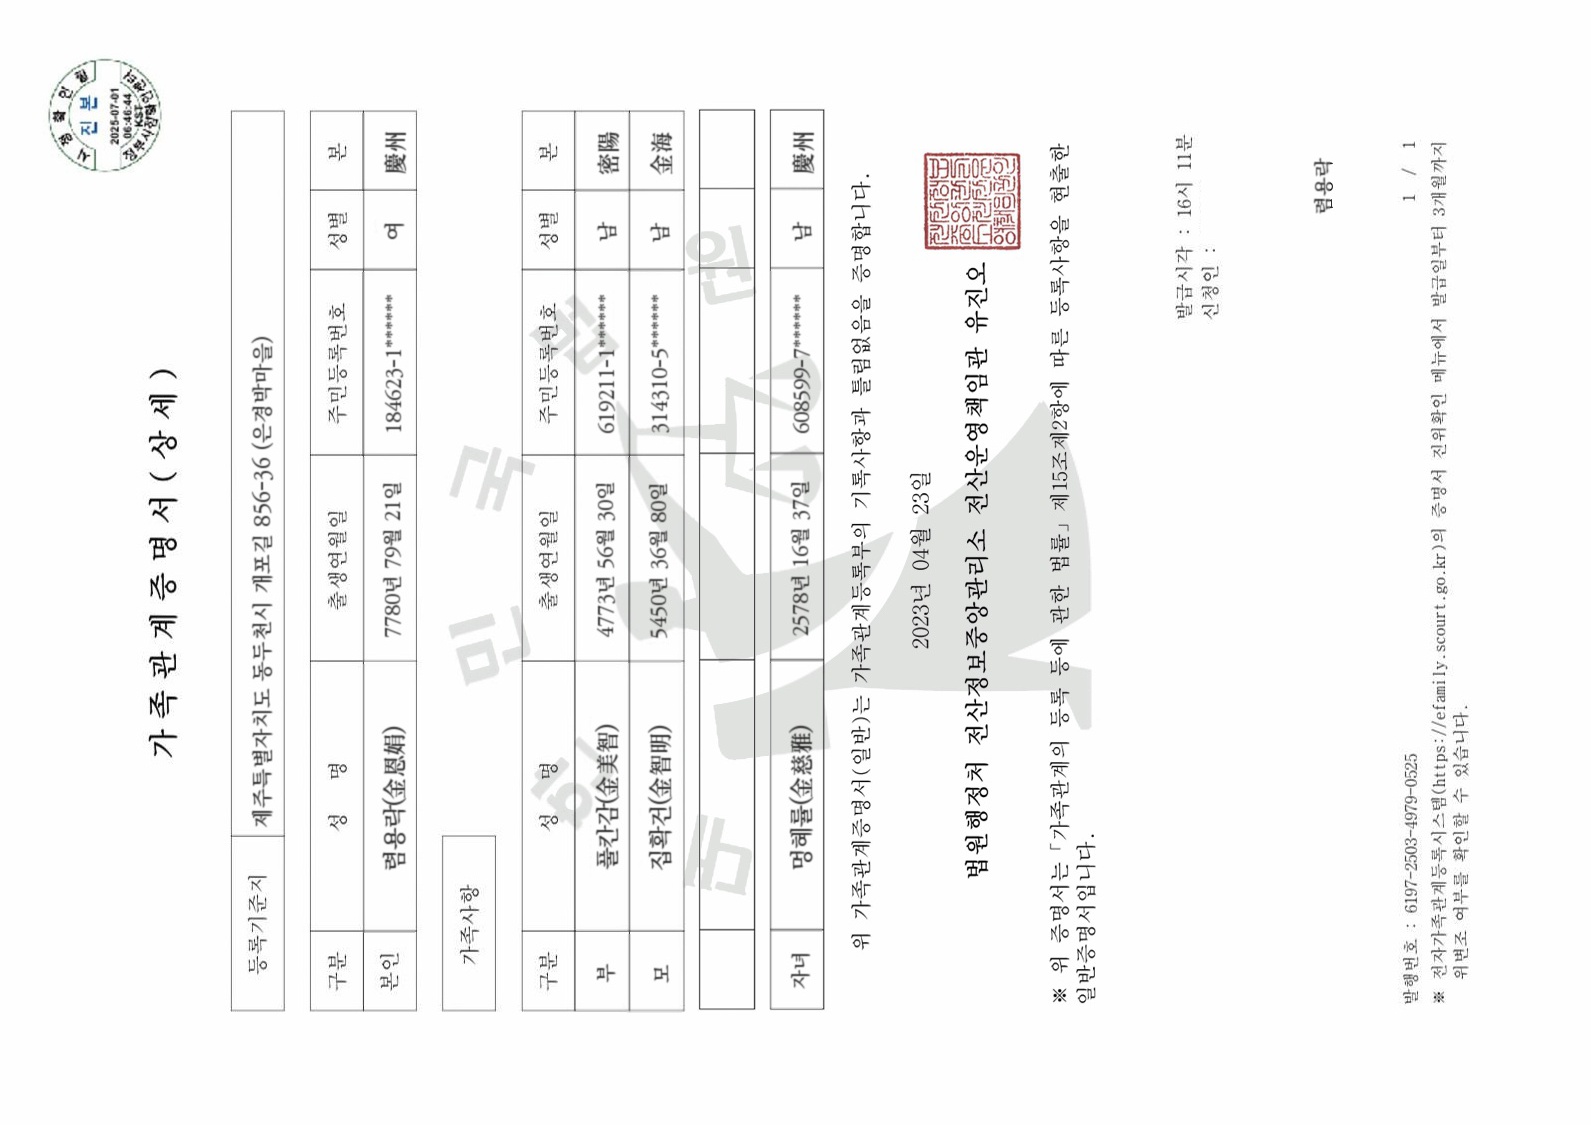 시점확인필
진본
2025-07-01
06:46:44
KST
가족관계증명서(상세)
등록기준지 제주특별자치도 동두천시 개포길 856-36 (은경박마을)
구분 성 명 출생연월일 주민등록번호 성별 본
본인 렴용락(金恩娟) 7780년 79월 21일 184623-1****** 여 慶州
가족사항
구분 성 명 출생연월일 주민등록번호 성별 본
부 풀간감(金美智) 4773년 56월 30일 619211-1****** 남 密陽
모 집확건(金智明) 5450년 36월 80일 314310-5****** 남 金海
자녀 멍혜률(金慈雅) 2578년 16월 37일 608599-7****** 남 慶州
위 가족관계증명서(일반)는 가족관계등록부의 기록사항과 틀림없음을 증명합니다.
2023년 04월 23일
법원행정처 전산정보중앙관리소 전산운영책임관 유진오
※ 위 증명서는「가족관계의 등록 등에 관한 법률」제15조제2항에 따른 등록사항을 현출한
일반증명서입니다.
발급시각 : 16시 11분
신청인 :
렴용락
발행번호 : 6197-2503-4979-0525 1 / 1
※ 전자가족관계등록시스템(https://efamily.scourt.go.kr)의 증명서 진위확인 메뉴에서 발급일부터 3개월까지
위변조 여부를 확인할 수 있습니다.
대한민국법원